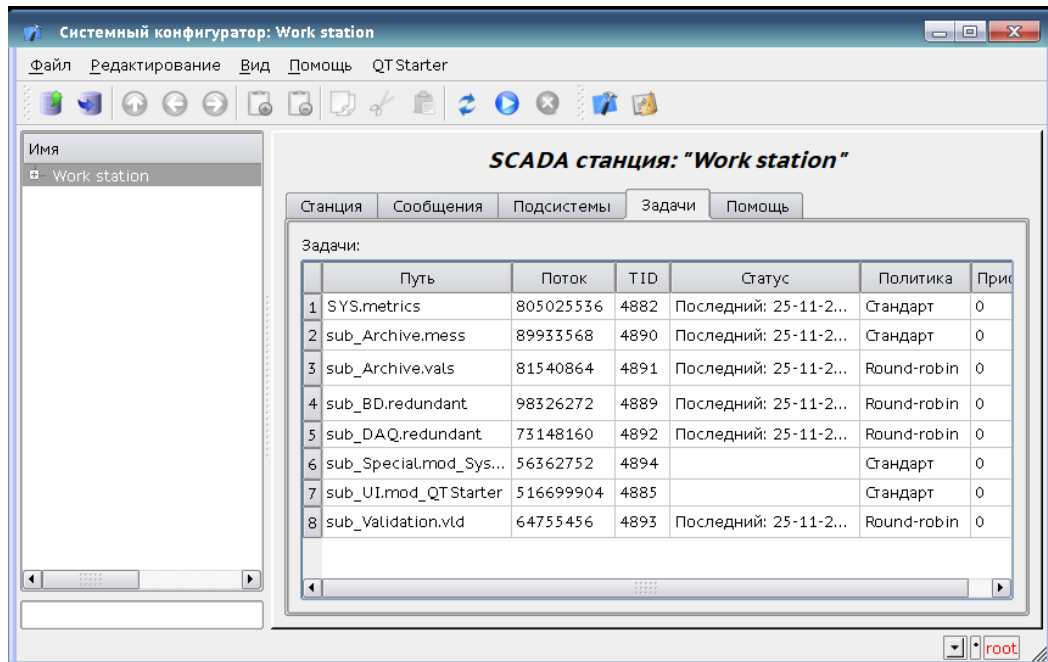 Системный конфигуратор: Work station
Файл Редактирование Вид Помощь QTStarter
Имя
Work station
SCADA станция: "Work station"
Станция Сообщения Подсистемы Задачи Помощь
Задачи:
Путь Поток TID Статус Политика При
1 SYS.metrics 805025536 4882 Последний: 25-11-2... Стандарт 0
2 sub_Archive.mess 89933568 4890 Последний: 25-11-2... Стандарт 0
3 sub_Archive.vals 81540864 4891 Последний: 25-11-2... Round-robin 0
4 sub_BD.redundant 98326272 4889 Последний: 25-11-2... Round-robin 0
5 sub_DAQ.redundant 73148160 4892 Последний: 25-11-2... Round-robin 0
6 sub_Special.mod_Sys... 56362752 4894 Стандарт 0
7 sub_UI.mod_QTStarter 516699904 4885 Стандарт 0
8 sub_Validation.vld 64755456 4893 Последний: 25-11-2... Round-robin 0
root